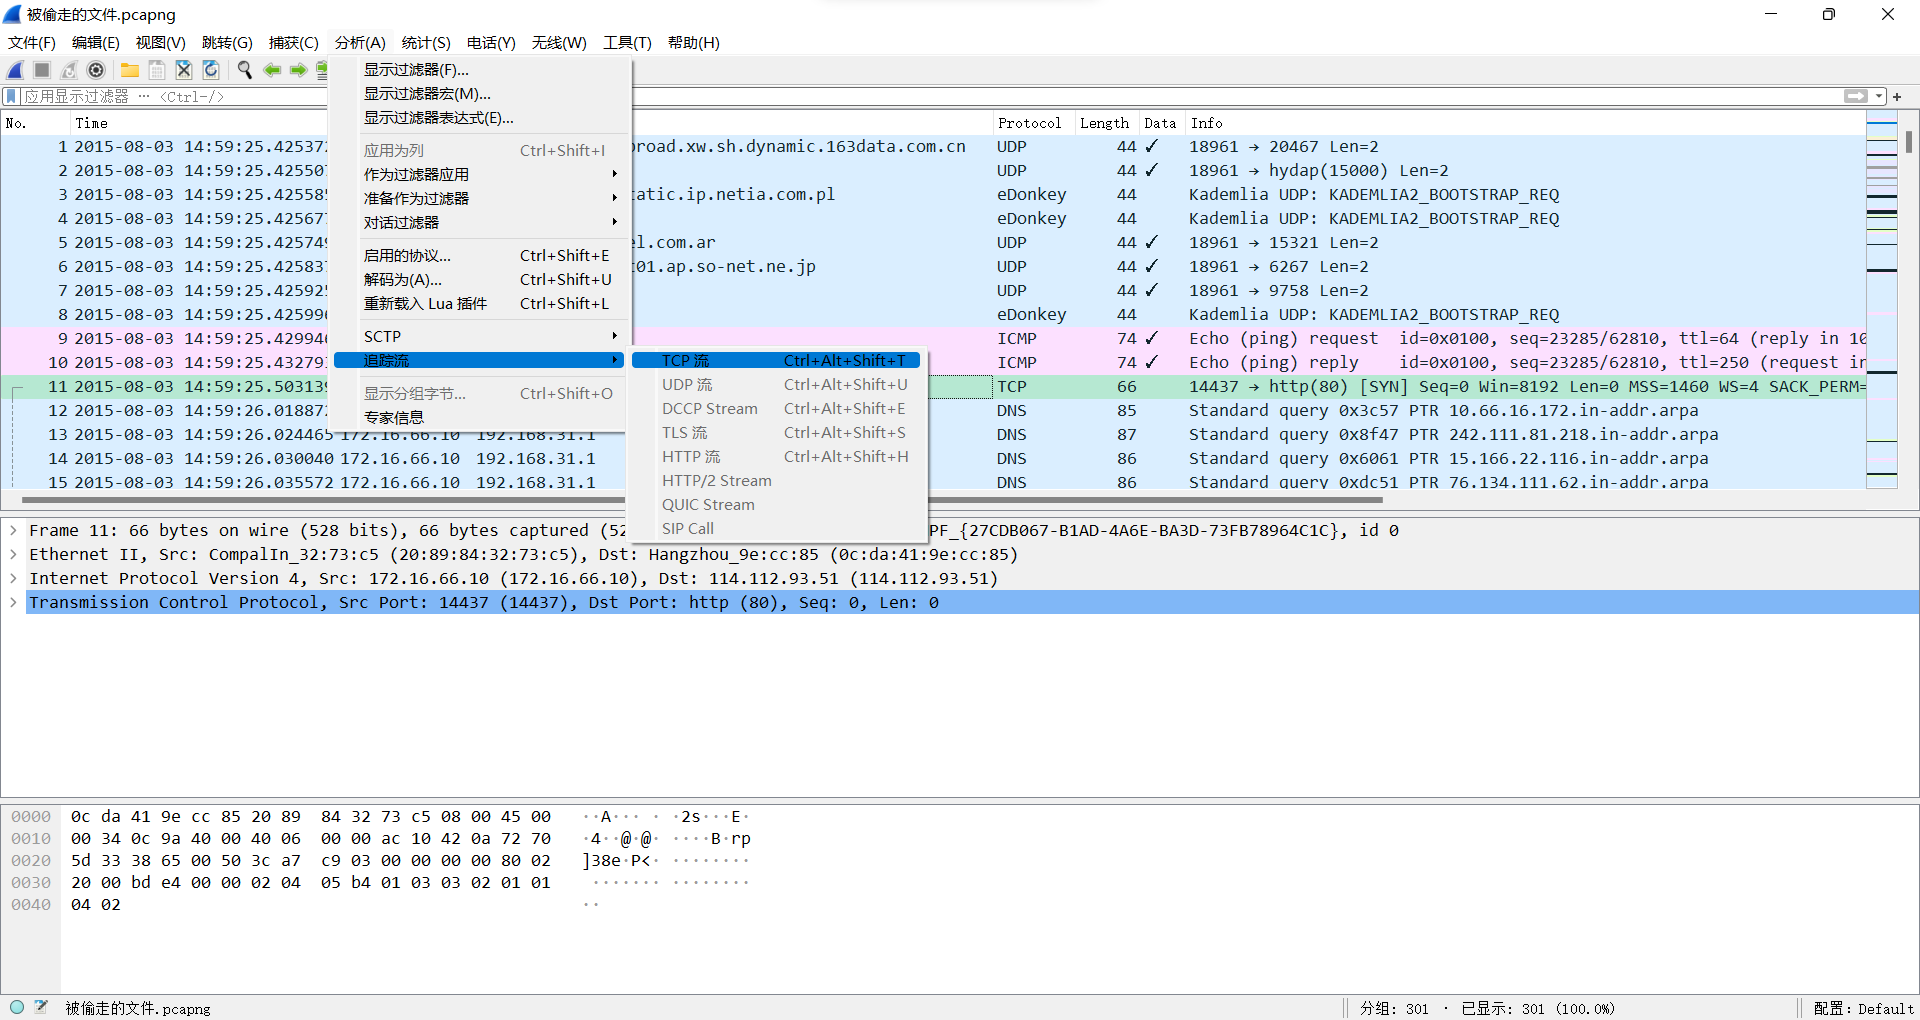 被偷走的文件.pcapng
文件(F) 编辑(E) 视图(V) 跳转(G) 捕获(C) 分析(A) 统计(S) 电话(Y) 无线(W) 工具(T) 帮助(H)
显示过滤器(F)...
显示过滤器宏(M)...
显示过滤器表达式(E)...
应用为列 Ctrl+Shift+I
作为过滤器应用
准备作为过滤器
对话过滤器
启用的协议... Ctrl+Shift+E
解码为(A)... Ctrl+Shift+U
重新载入 Lua 插件 Ctrl+Shift+L
SCTP
追踪流
显示分组字节... Ctrl+Shift+O
专家信息
TCP 流 Ctrl+Alt+Shift+T
UDP 流 Ctrl+Alt+Shift+U
DCCP Stream Ctrl+Alt+Shift+E
TLS 流 Ctrl+Alt+Shift+S
HTTP 流 Ctrl+Alt+Shift+H
HTTP/2 Stream
QUIC Stream
SIP Call
应用显示过滤器 … <Ctrl-/>
No. Time Protocol Length Data Info
1 2015-08-03 14:59:25.42537 road.xw.sh.dynamic.163data.com.cn UDP 44 ✓ 18961 → 20467 Len=2
2 2015-08-03 14:59:25.42550 UDP 44 ✓ 18961 → hydap(15000) Len=2
3 2015-08-03 14:59:25.42558 tatic.ip.netia.com.pl eDonkey 44 Kademlia UDP: KADEMLIA2_BOOTSTRAP_REQ
4 2015-08-03 14:59:25.42567 eDonkey 44 Kademlia UDP: KADEMLIA2_BOOTSTRAP_REQ
5 2015-08-03 14:59:25.42574 el.com.ar UDP 44 ✓ 18961 → 15321 Len=2
6 2015-08-03 14:59:25.42583 t01.ap.so-net.ne.jp UDP 44 ✓ 18961 → 6267 Len=2
7 2015-08-03 14:59:25.42592 UDP 44 ✓ 18961 → 9758 Len=2
8 2015-08-03 14:59:25.42599 eDonkey 44 Kademlia UDP: KADEMLIA2_BOOTSTRAP_REQ
9 2015-08-03 14:59:25.42994 ICMP 74 ✓ Echo (ping) request id=0x0100, seq=23285/62810, ttl=64 (reply in 10
10 2015-08-03 14:59:25.43279 ICMP 74 ✓ Echo (ping) reply id=0x0100, seq=23285/62810, ttl=250 (request in
11 2015-08-03 14:59:25.50313 TCP 66 14437 → http(80) [SYN] Seq=0 Win=8192 Len=0 MSS=1460 WS=4 SACK_PERM=
12 2015-08-03 14:59:26.01887 DNS 85 Standard query 0x3c57 PTR 10.66.16.172.in-addr.arpa
13 2015-08-03 14:59:26.024465 172.16.66.10 192.168.31.1 DNS 87 Standard query 0x8f47 PTR 242.111.81.218.in-addr.arpa
14 2015-08-03 14:59:26.030040 172.16.66.10 192.168.31.1 DNS 86 Standard query 0x6061 PTR 15.166.22.116.in-addr.arpa
15 2015-08-03 14:59:26.035572 172.16.66.10 192.168.31.1 DNS 86 Standard query 0xdc51 PTR 76.134.111.62.in-addr.arpa
Frame 11: 66 bytes on wire (528 bits), 66 bytes captured (52 PF_{27CDB067-B1AD-4A6E-BA3D-73FB78964C1C}, id 0
Ethernet II, Src: CompalIn_32:73:c5 (20:89:84:32:73:c5), Dst: Hangzhou_9e:cc:85 (0c:da:41:9e:cc:85)
Internet Protocol Version 4, Src: 172.16.66.10 (172.16.66.10), Dst: 114.112.93.51 (114.112.93.51)
Transmission Control Protocol, Src Port: 14437 (14437), Dst Port: http (80), Seq: 0, Len: 0
0000 0c da 41 9e cc 85 20 89 84 32 73 c5 08 00 45 00 ··A··· · ·2s···E·
0010 00 34 0c 9a 40 00 40 06 00 00 ac 10 42 0a 72 70 ·4··@·@· ····B·rp
0020 5d 33 38 65 00 50 3c a7 c9 03 00 00 00 00 80 02 ]38e·P<· ········
0030 20 00 bd e4 00 00 02 04 05 b4 01 03 03 02 01 01 ······· ········
0040 04 02 ··
被偷走的文件.pcapng 分组: 301 · 已显示: 301 (100.0%) 配置: Default